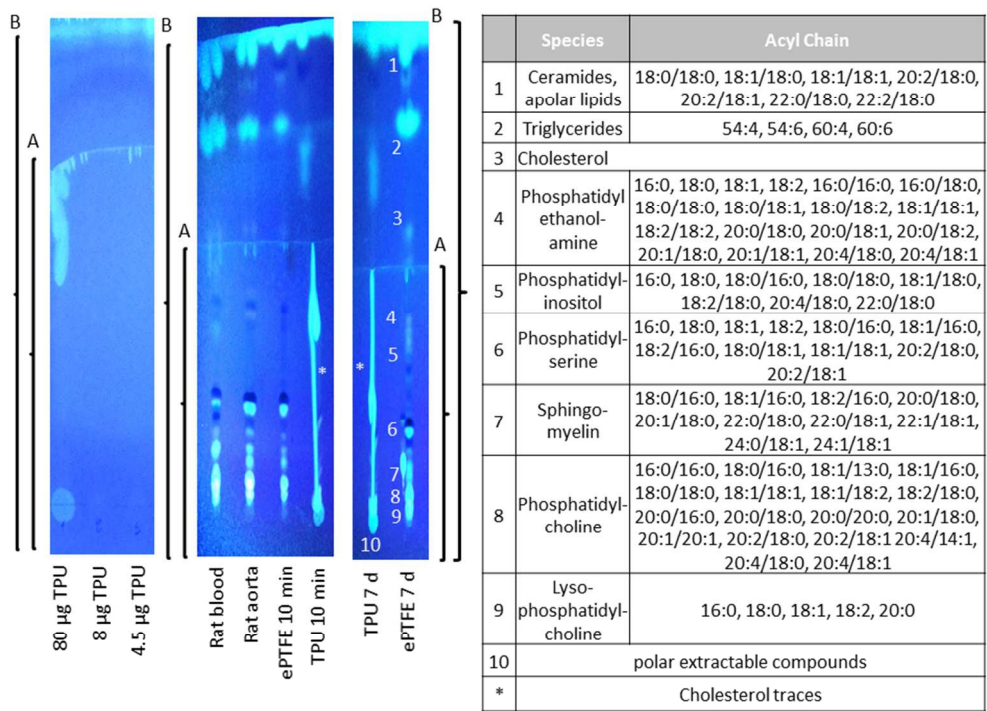 B
A
80 µg TPU
8 µg TPU
4.5 µg TPU
B
A
Rat blood
Rat aorta
ePTFE 10 min
TPU 10 min
*
B
A
1
2
3
4
5
*
6
7
8
9
10
TPU 7 d
ePTFE 7 d
Species Acyl Chain
1 Ceramides, apolar lipids
18:0/18:0, 18:1/18:0, 18:1/18:1, 20:2/18:0,
20:2/18:1, 22:0/18:0, 22:2/18:0
2 Triglycerides 54:4, 54:6, 60:4, 60:6
3 Cholesterol
4 Phosphatidyl
ethanol-
amine
16:0, 18:0, 18:1, 18:2, 16:0/16:0, 16:0/18:0,
18:0/18:0, 18:0/18:1, 18:0/18:2, 18:1/18:1,
18:2/18:2, 20:0/18:0, 20:0/18:1, 20:0/18:2,
20:1/18:0, 20:1/18:1, 20:4/18:0, 20:4/18:1
5 Phosphatidyl-
inositol
16:0, 18:0, 18:0/16:0, 18:0/18:0, 18:1/18:0,
18:2/18:0, 20:4/18:0, 22:0/18:0
6 Phosphatidyl-
serine
16:0, 18:0, 18:1, 18:2, 18:0/16:0, 18:1/16:0,
18:2/16:0, 18:0/18:1, 18:1/18:1, 20:2/18:0,
20:2/18:1
7 Sphingo-
myelin
18:0/16:0, 18:1/16:0, 18:2/16:0, 20:0/18:0,
20:1/18:0, 22:0/18:0, 22:0/18:1, 22:1/18:1,
24:0/18:1, 24:1/18:1
8 Phosphatidyl-
choline
16:0/16:0, 18:0/16:0, 18:1/13:0, 18:1/16:0,
18:0/18:0, 18:1/18:1, 18:1/18:2, 18:2/18:0,
20:0/16:0, 20:0/18:0, 20:0/20:0, 20:1/18:0,
20:1/20:1, 20:2/18:0, 20:2/18:1 20:4/14:1,
20:4/18:0, 20:4/18:1
9 Lyso-
phosphatidyl-
choline
16:0, 18:0, 18:1, 18:2, 20:0
10 polar extractable compounds
* Cholesterol traces